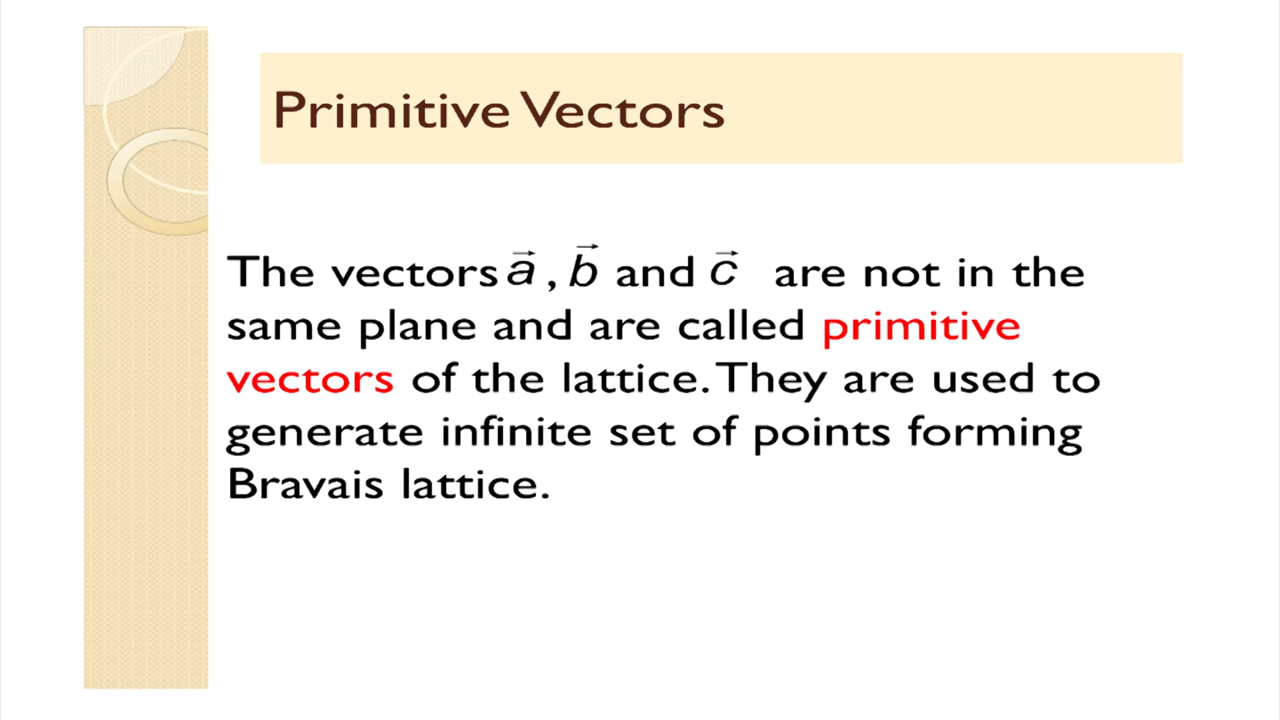 Primitive Vectors
The vectors a⃗ , b⃗ and c⃗ are not in the
same plane and are called primitive
vectors of the lattice. They are used to
generate infinite set of points forming
Bravais lattice.